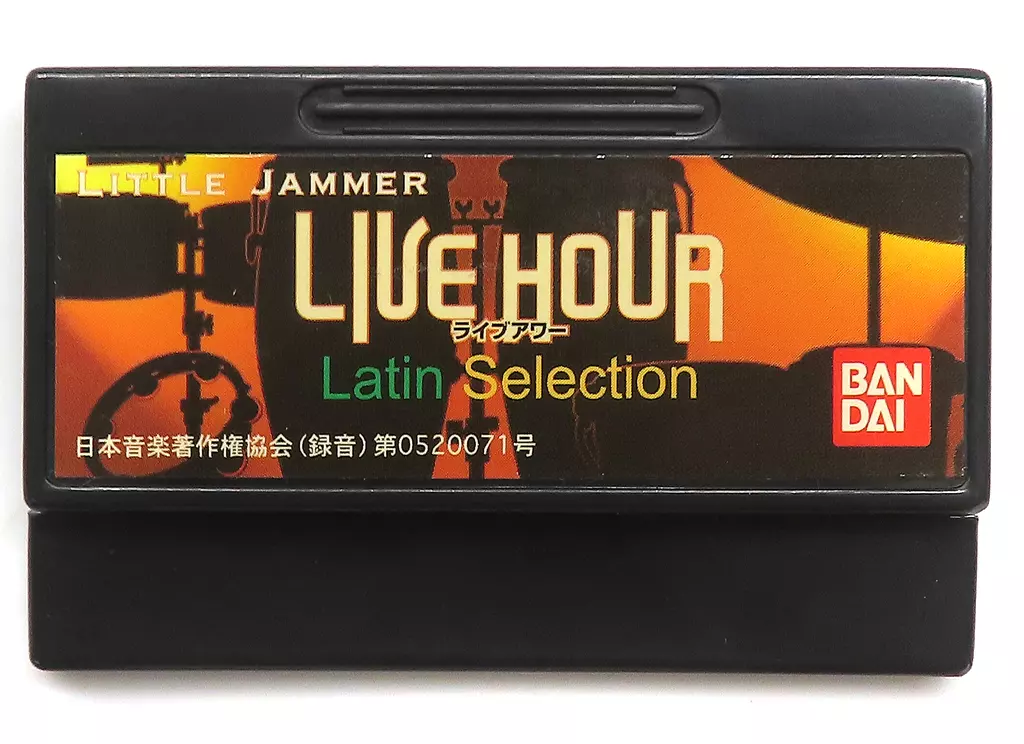 LITTLE JAMMER
LIVE HOUR
ライブアワー
Latin Selection
BAN
DAI
日本音楽著作権協会(録音)第0520071号